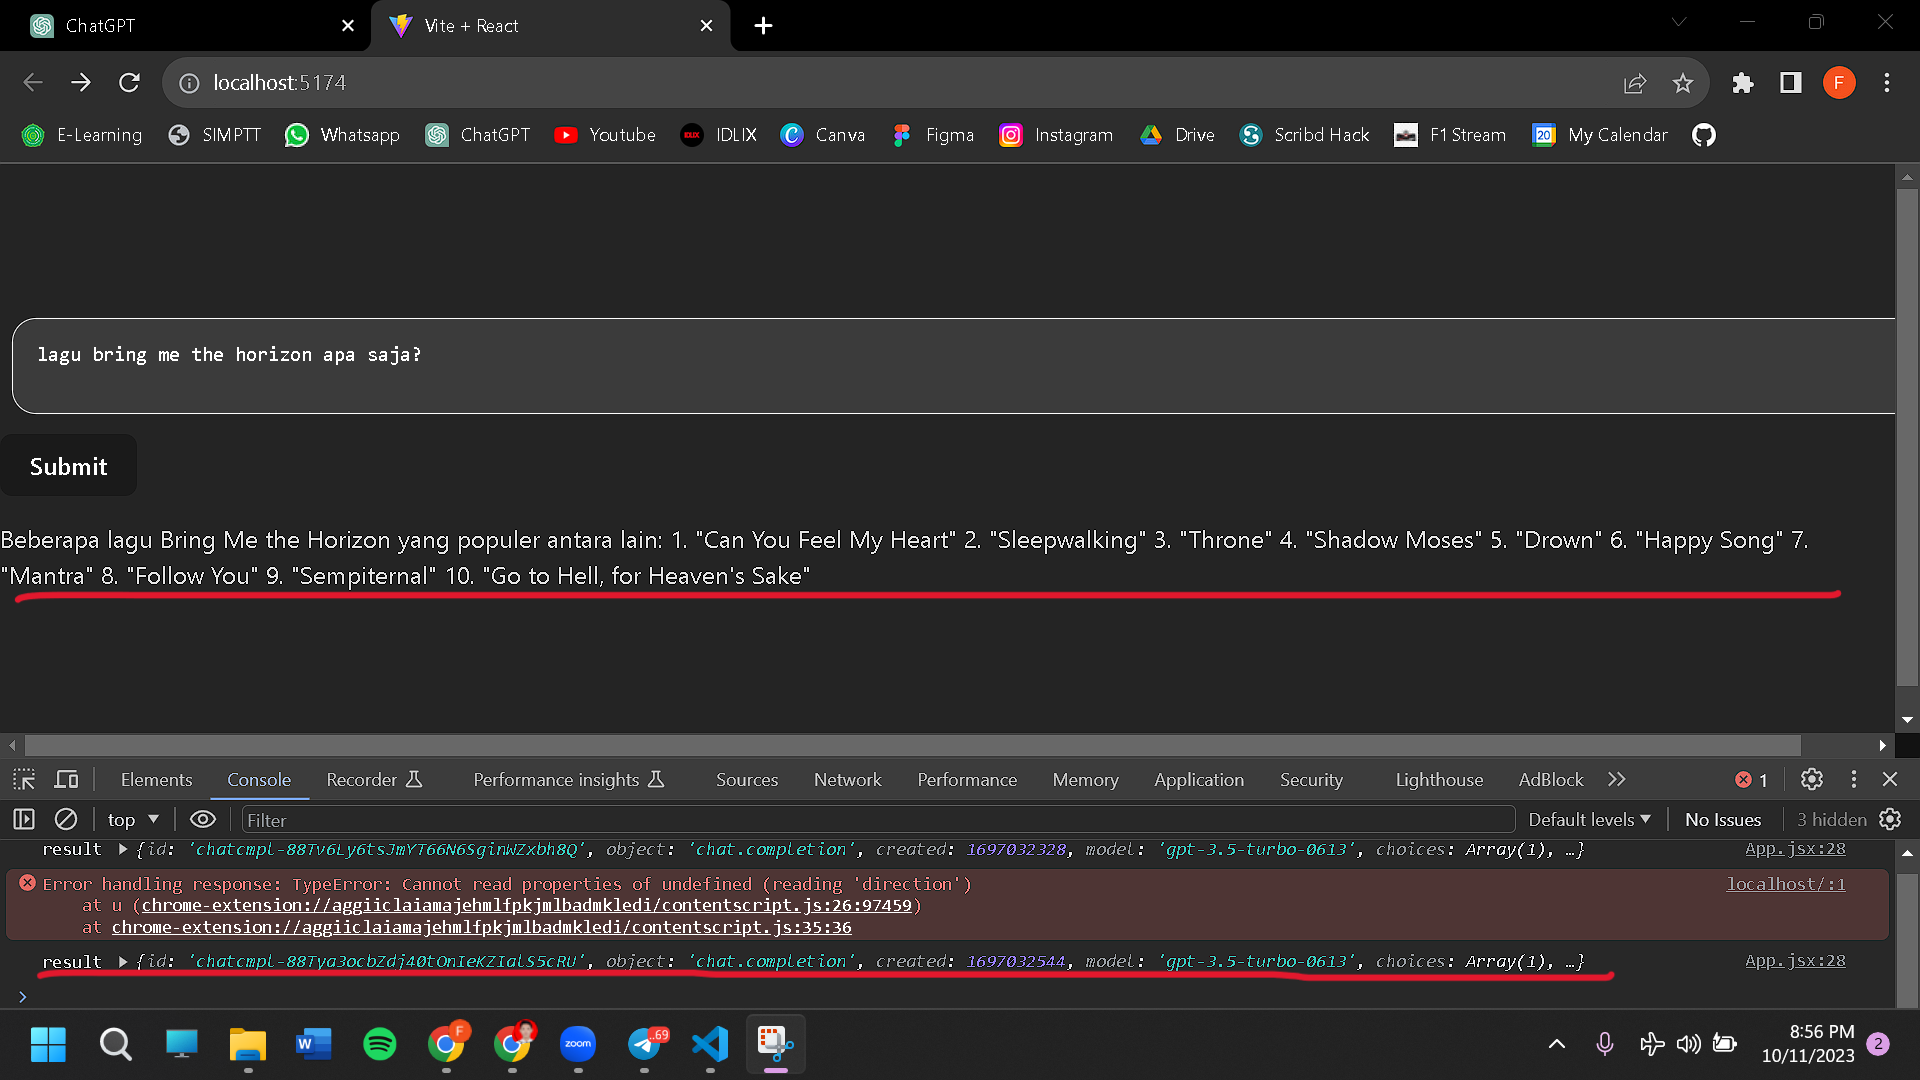 ChatGPT
Vite + React
localhost:5174
F
E-Learning
SIMPTT
Whatsapp
ChatGPT
Youtube
IDLIX
Canva
Figma
Instagram
Drive
Scribd Hack
F1 Stream
20
My Calendar
lagu bring me the horizon apa saja?
Submit
Beberapa lagu Bring Me the Horizon yang populer antara lain: 1. "Can You Feel My Heart" 2. "Sleepwalking" 3. "Throne" 4. "Shadow Moses" 5. "Drown" 6. "Happy Song" 7.
"Mantra" 8. "Follow You" 9. "Sempiternal" 10. "Go to Hell, for Heaven's Sake"
Elements Console Recorder Performance insights Sources Network Performance Memory Application Security Lighthouse AdBlock 1
top Filter Default levels No Issues 3 hidden
result {id: 'chatcmpl-88Tv6Ly6tsJmYT66N6SginWZxbh8Q', object: 'chat.completion', created: 1697032328, model: 'gpt-3.5-turbo-0613', choices: Array(1), …} App.jsx:28
Error handling response: TypeError: Cannot read properties of undefined (reading 'direction') localhost/:1
at u (chrome-extension://aggiiclaiamajehmlfpkjmlbadmkledi/contentscript.js:26:97459)
at chrome-extension://aggiiclaiamajehmlfpkjmlbadmkledi/contentscript.js:35:36
result {id: 'chatcmpl-88Tya3ocbZdj40tOnIeKZIalS5cRU', object: 'chat.completion', created: 1697032544, model: 'gpt-3.5-turbo-0613', choices: Array(1), …} App.jsx:28
W
F
zoom
..69
8:56 PM
10/11/2023
2